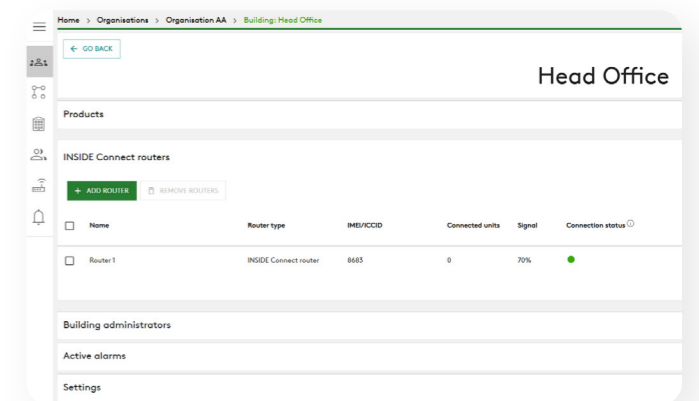 Home > Organisations > Organisation AA > Building: Head Office
← GO BACK
Head Office
Products
INSIDE Connect routers
+ ADD ROUTER REMOVE ROUTERS
Name Router type IMEI/ICCID Connected units Signal Connection status
Router 1 INSIDE Connect router 8683 0 70%
Building administrators
Active alarms
Settings